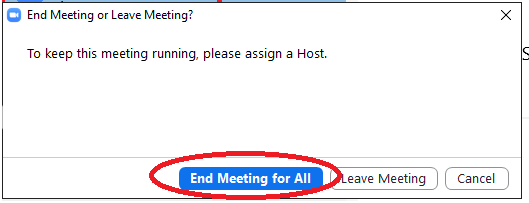 End Meeting or Leave Meeting?
To keep this meeting running, please assign a Host.
S
End Meeting for All Leave Meeting Cancel